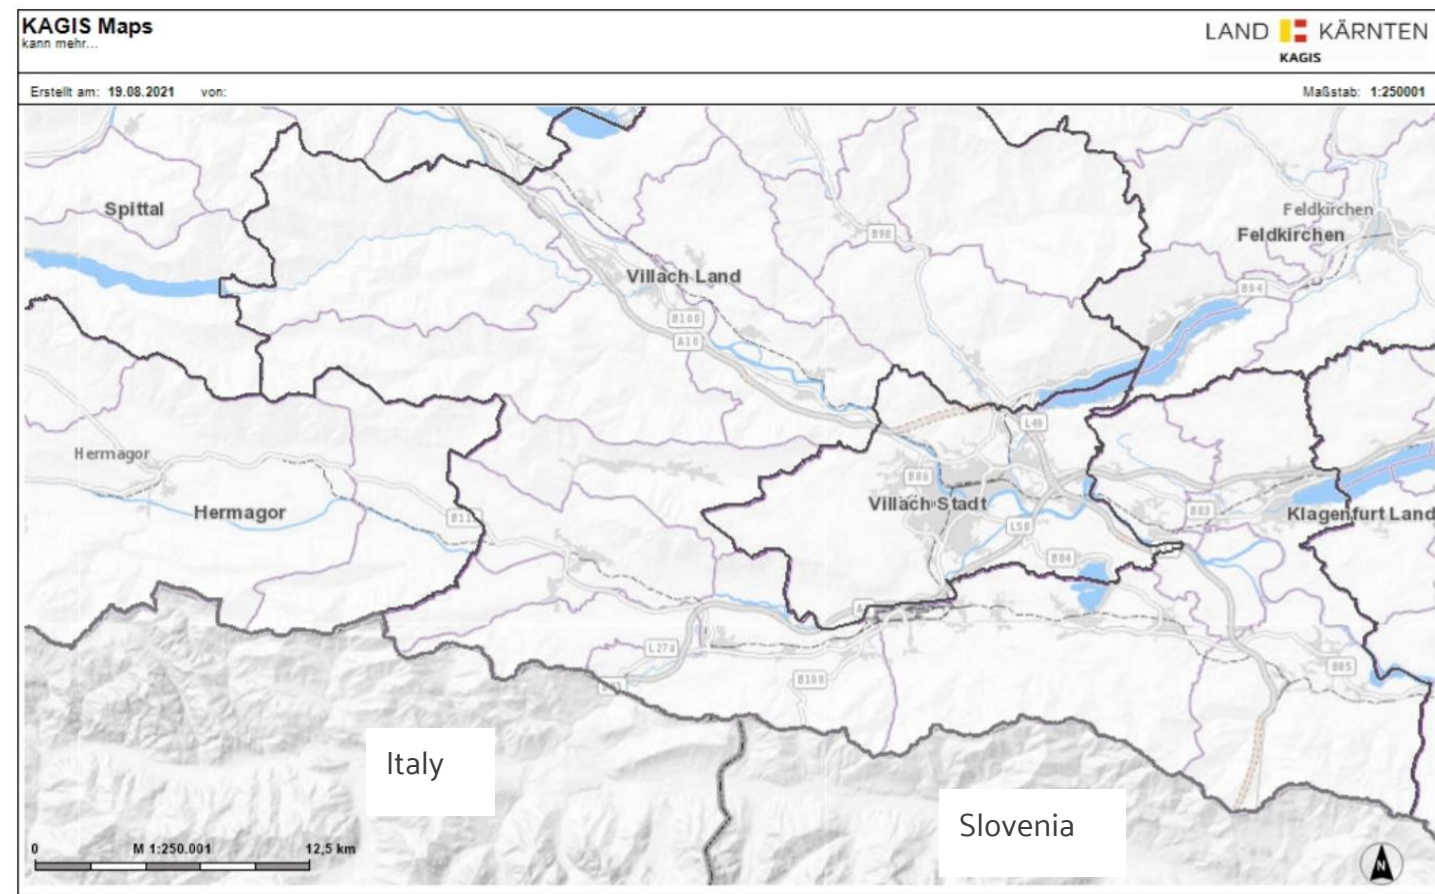 KAGIS Maps
kann mehr...
LAND KÄRNTEN
KAGIS
Erstellt am: 19.08.2021 von:
Maßstab: 1:250001
Spittal
Feldkirchen
Feldkirchen
B98
Villach Land
B94
B100
A10
L49
Hermagor
B86
Villach Stadt
Hermagor
B111
L50
B83
Klagenfurt Land
B84
L27a
B85
B109
Italy
Slovenia
0 M 1:250.001 12,5 km
N